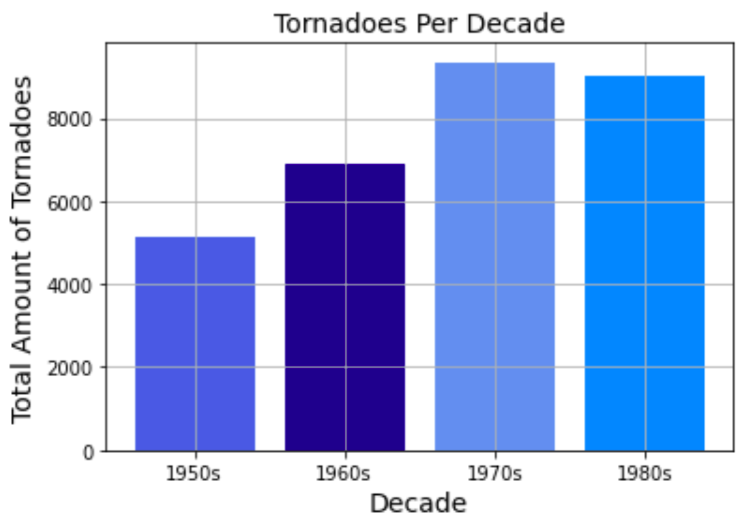 Tornadoes Per Decade
Total Amount of Tornadoes
8000
6000
4000
2000
0
1950s 1960s 1970s 1980s
Decade